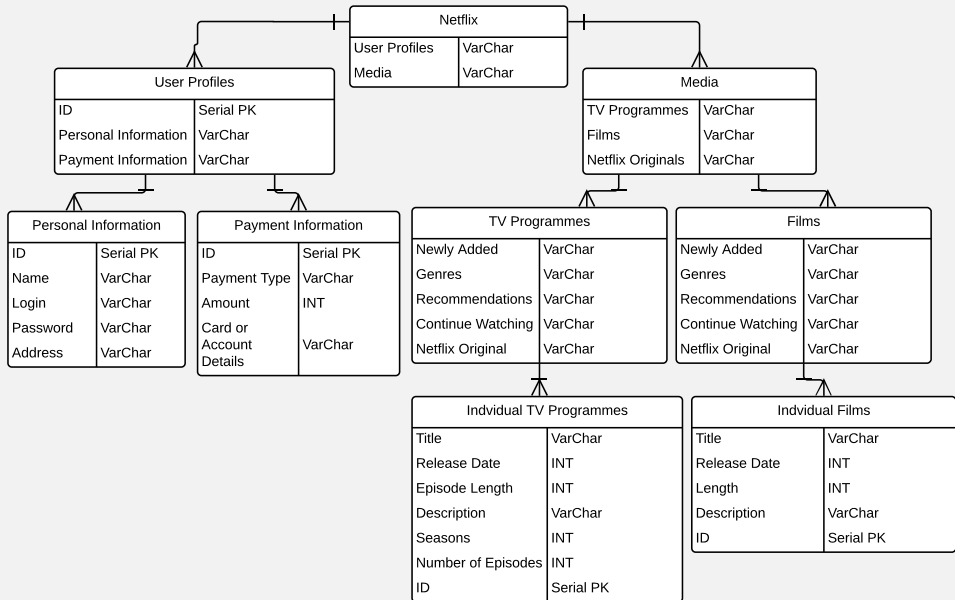 Netflix
User Profiles VarChar
Media VarChar
User Profiles
ID Serial PK
Personal Information VarChar
Payment Information VarChar
Media
TV Programmes VarChar
Films VarChar
Netflix Originals VarChar
Personal Information
ID Serial PK
Name VarChar
Login VarChar
Password VarChar
Address VarChar
Payment Information
ID Serial PK
Payment Type VarChar
Amount INT
Card or
Account VarChar
Details
TV Programmes
Newly Added VarChar
Genres VarChar
Recommendations VarChar
Continue Watching VarChar
Netflix Original VarChar
Films
Newly Added VarChar
Genres VarChar
Recommendations VarChar
Continue Watching VarChar
Netflix Original VarChar
Indvidual TV Programmes
Title VarChar
Release Date INT
Episode Length INT
Description VarChar
Seasons INT
Number of Episodes INT
ID Serial PK
Indvidual Films
Title VarChar
Release Date INT
Length INT
Description VarChar
ID Serial PK